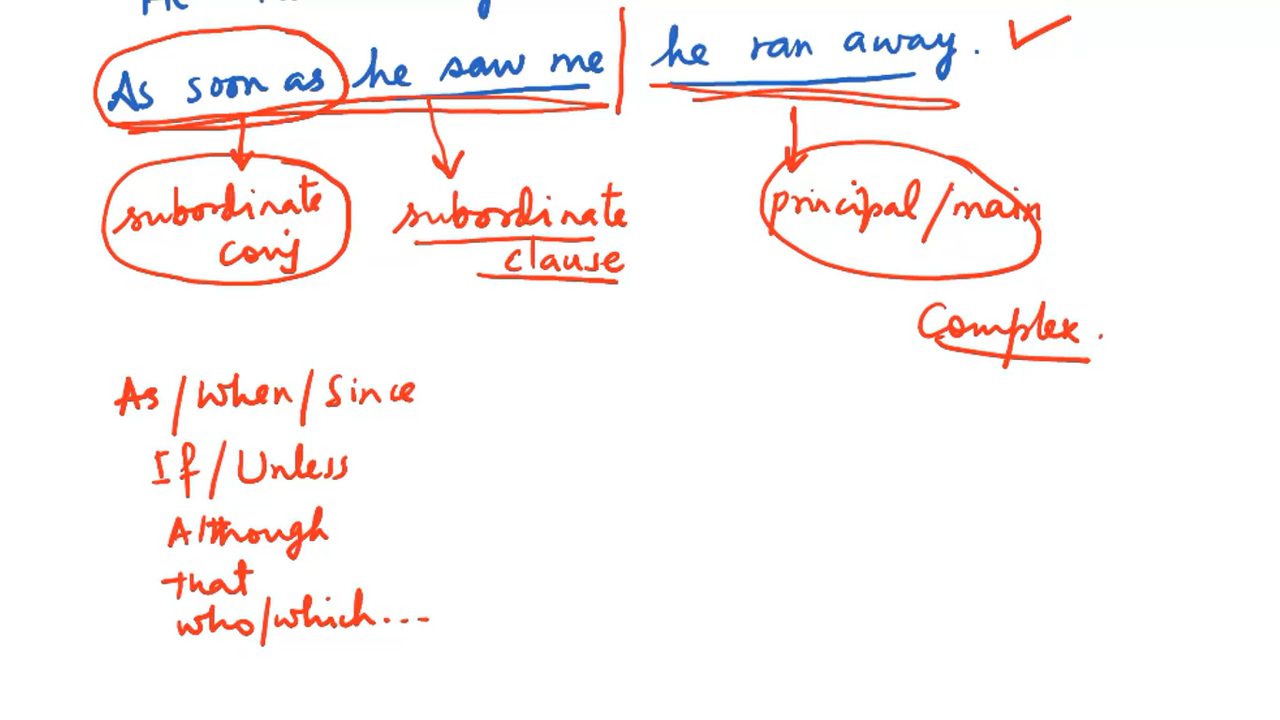 As soon as he saw me he ran away.
subordinate subordinate principal/main
conj clause
Complex.
As/When/Since
If/Unless
Although
that
who/which...